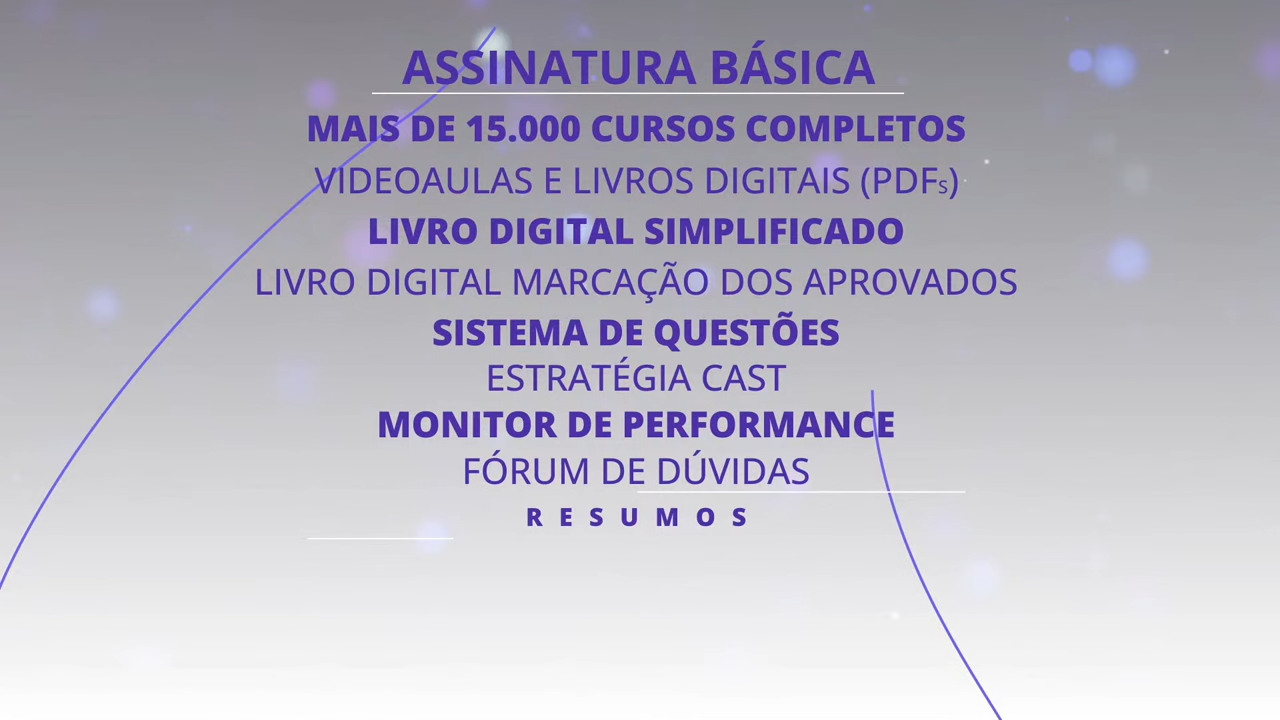 ASSINATURA BÁSICA
MAIS DE 15.000 CURSOS COMPLETOS
VIDEOAULAS E LIVROS DIGITAIS (PDFs)
LIVRO DIGITAL SIMPLIFICADO
LIVRO DIGITAL MARCAÇÃO DOS APROVADOS
SISTEMA DE QUESTÕES
ESTRATÉGIA CAST
MONITOR DE PERFORMANCE
FÓRUM DE DÚVIDAS
RESUMOS